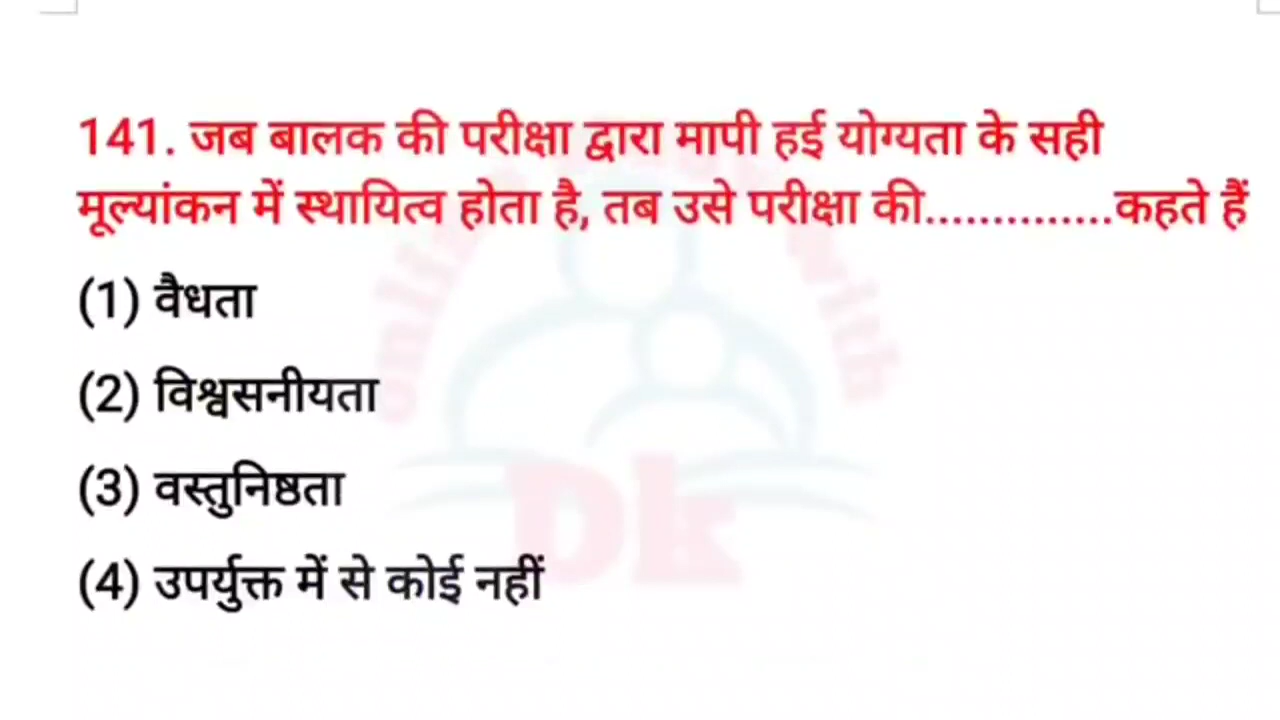 141. जब बालक की परीक्षा द्वारा मापी हई योग्यता के सही
मूल्यांकन में स्थायित्व होता है, तब उसे परीक्षा की..............कहते हैं
(1) वैधता
(2) विश्वसनीयता
(3) वस्तुनिष्ठता
(4) उपर्युक्त में से कोई नहीं
Dk